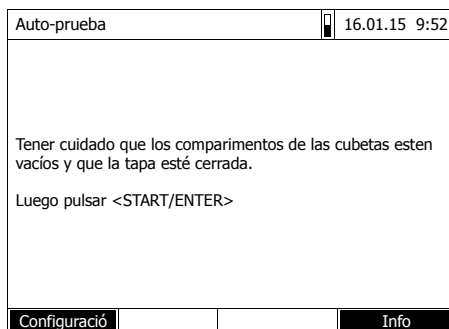 Auto-prueba 16.01.15 9:52
Tener cuidado que los comparimentos de las cubetas esten
vacíos y que la tapa esté cerrada.
Luego pulsar <START/ENTER>
Configuració Info